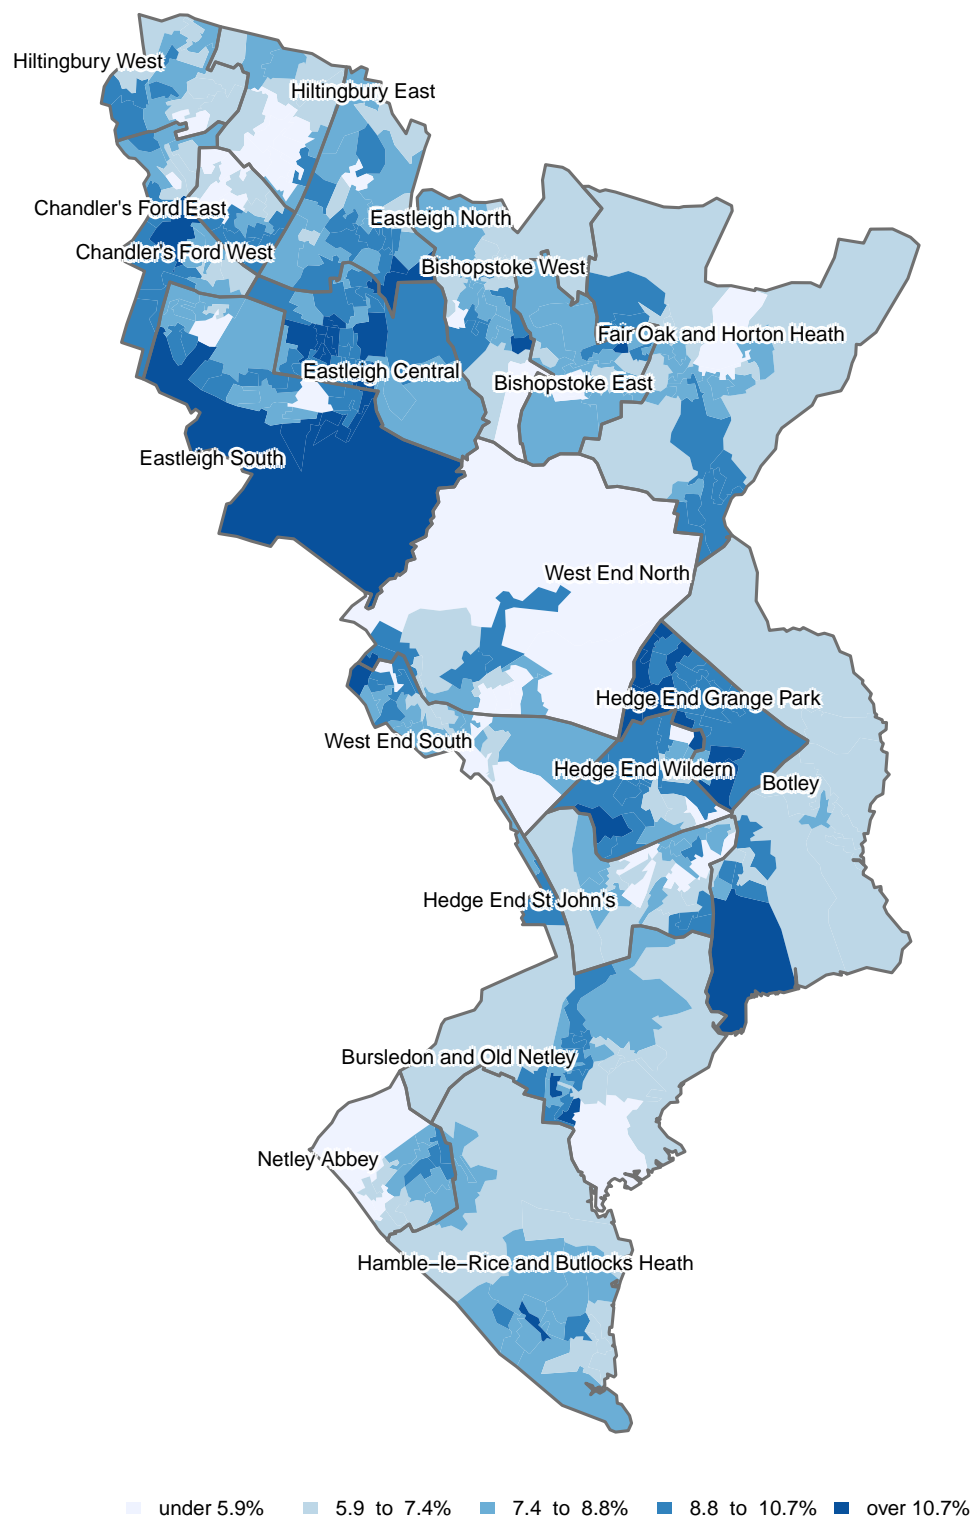 Hiltingbury West
Hiltingbury East
Chandler's Ford East
Eastleigh North
Chandler's Ford West
Bishopstoke West
Fair Oak and Horton Heath
Eastleigh Central
Bishopstoke East
Eastleigh South
West End North
Hedge End Grange Park
West End South
Hedge End Wildern
Botley
Hedge End St John's
Bursledon and Old Netley
Netley Abbey
Hamble−le−Rice and Butlocks Heath
under 5.9% 5.9 to 7.4% 7.4 to 8.8% 8.8 to 10.7% over 10.7%